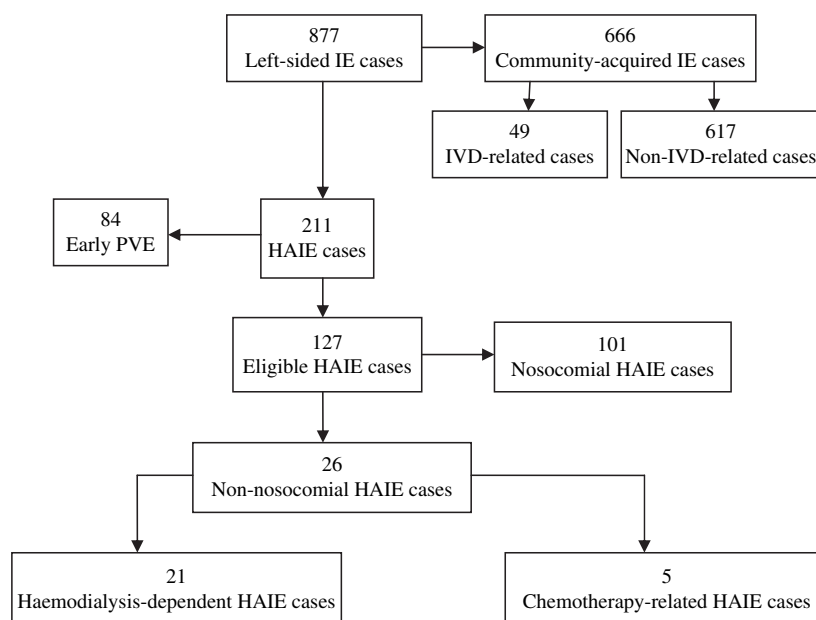 877
Left-sided IE cases
666
Community-acquired IE cases
49
IVD-related cases
617
Non-IVD-related cases
84
Early PVE
211
HAIE cases
127
Eligible HAIE cases
101
Nosocomial HAIE cases
26
Non-nosocomial HAIE cases
21
Haemodialysis-dependent HAIE cases
5
Chemotherapy-related HAIE cases